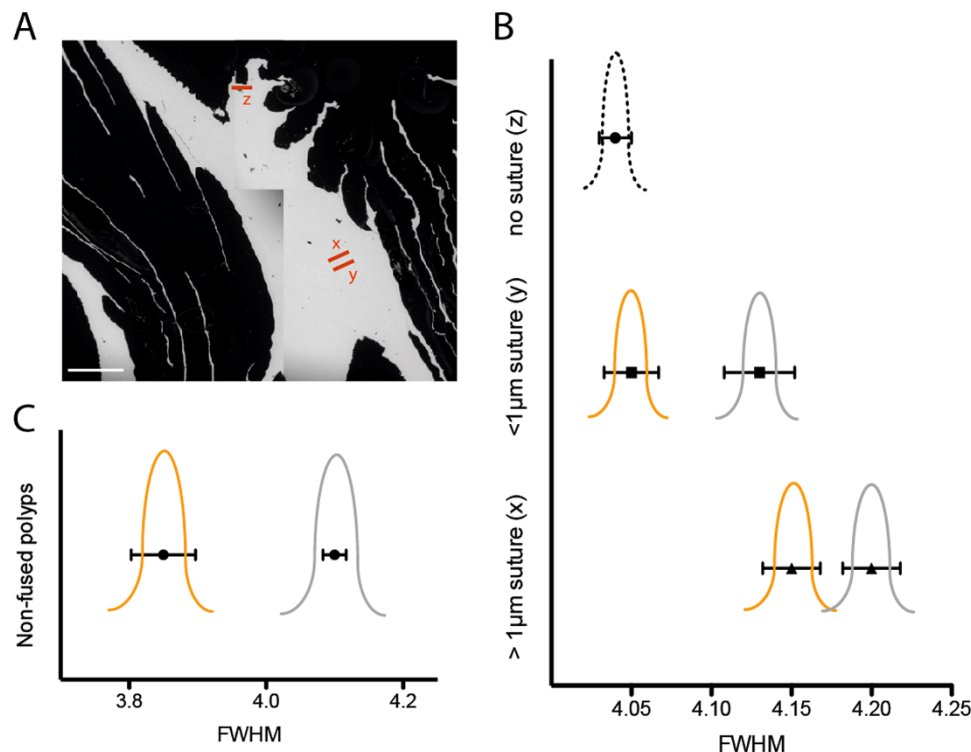 A
z
x
y
B
no suture (z)
<1µm suture (y)
> 1µm suture (x)
4.05
4.10
4.15
4.20
4.25
FWHM
C
Non-fused polyps
3.8
4.0
4.2
FWHM